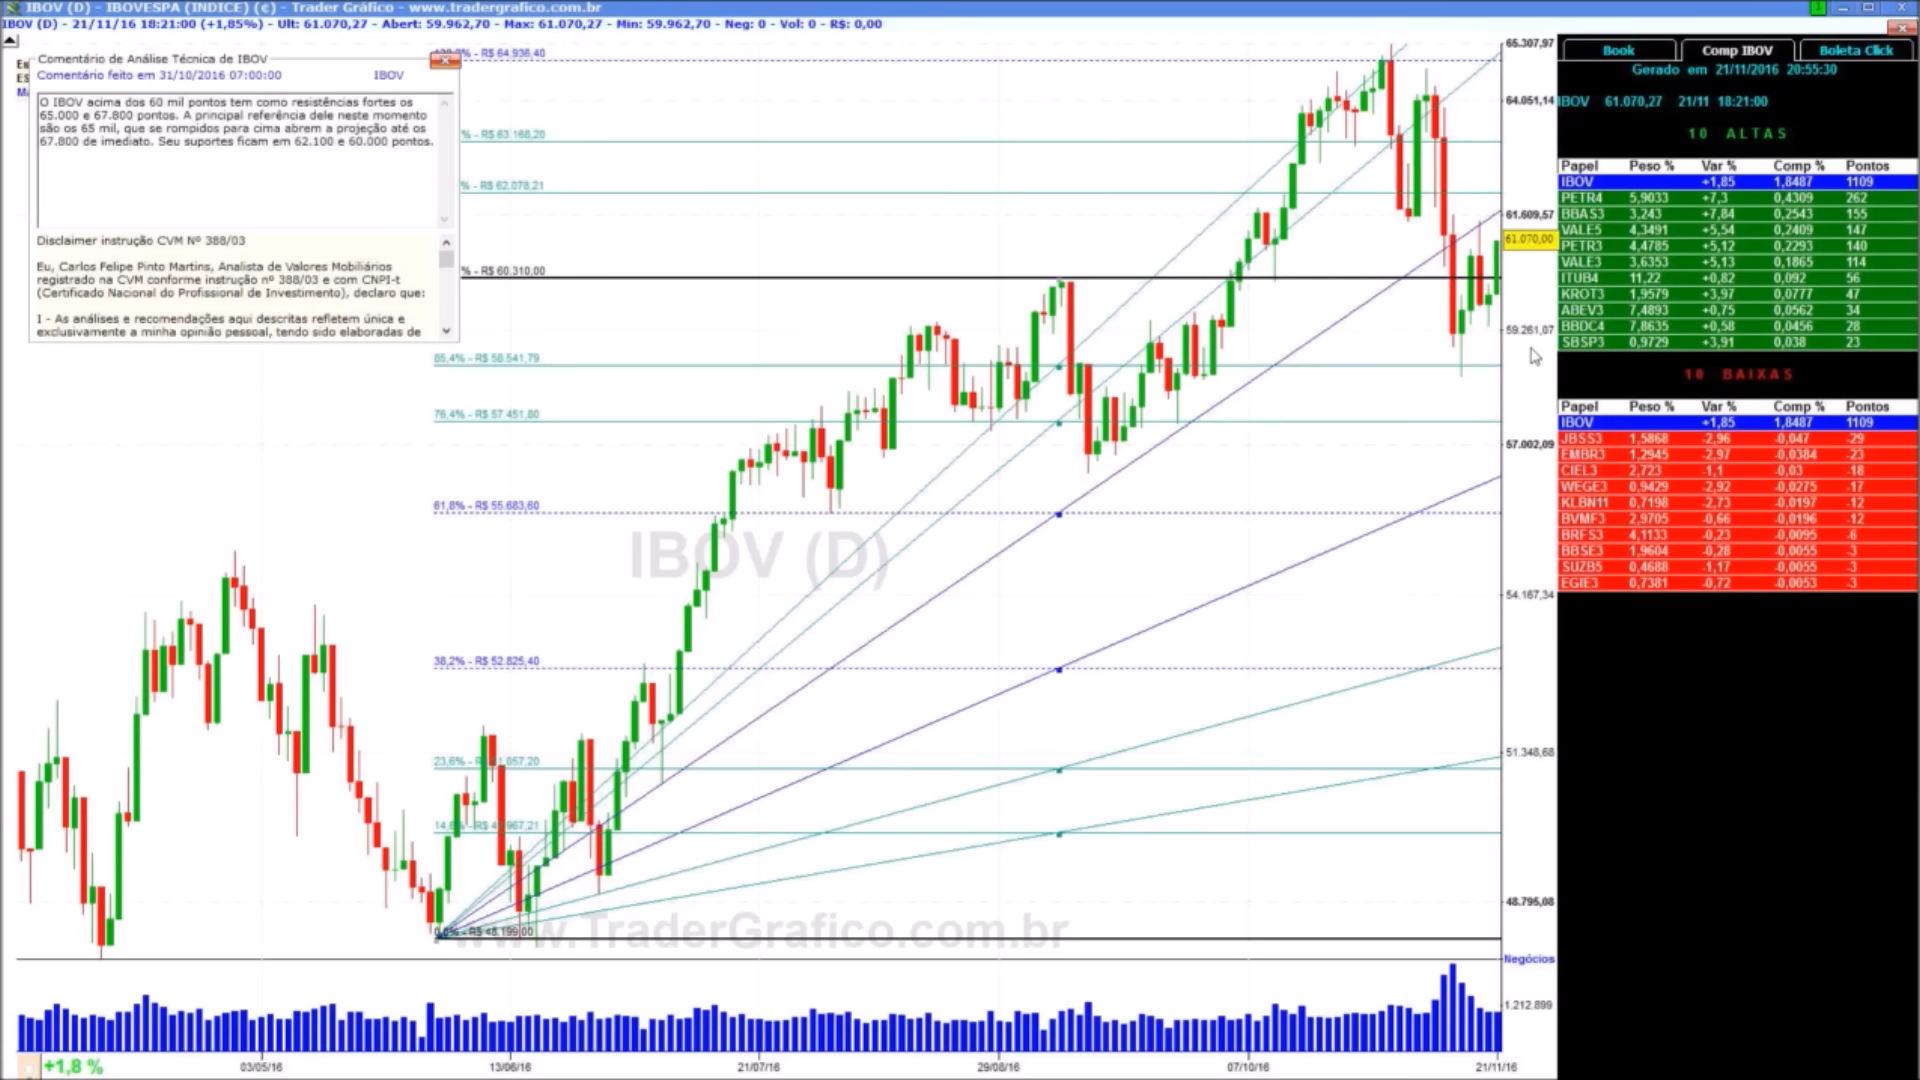 IBOV (D) - IBOVESPA (INDICE) (c) - Trader Gráfico - www.tradergrafico.com.br
IBOV (D) - 21/11/16 18:21:00 (+1,85%) - Ult: 61.070,27 - Abert: 59.962,70 - Max: 61.070,27 - Min: 59.962,70 - Neg: 0 - Vol: 0 - R$: 0,00
Comentário de Análise Técnica de IBOV
Comentário feito em 31/10/2016 07:00:00 IBOV
O IBOV acima dos 60 mil pontos tem como resistências fortes os
65.000 e 67.800 pontos. A principal referência dele neste momento
são os 65 mil, que se rompidos para cima abrem a projeção até os
67.800 de imediato. Seu suportes ficam em 62.100 e 60.000 pontos.
Disclaimer instrução CVM Nº 388/03
Eu, Carlos Felipe Pinto Martins, Analista de Valores Mobiliários
registrado na CVM conforme instrução nº 388/03 e com CNPI-t
(Certificado Nacional do Profissional de Investimento), declaro que:
I - As análises e recomendações aqui descritas refletem única e
exclusivamente a minha opinião pessoal, tendo sido elaboradas de
R$ 64.936,40
% - R$ 63.168,20
% - R$ 62.078,21
% - R$ 60.310,00
85,4% - R$ 58.541,79
76,4% - R$ 57.451,80
61,8% - R$ 55.683,60
38,2% - R$ 52.825,40
23,6% - R$ 057,20
14,6% - R$ 967,21
0,0% - R$ 48.199,00
IBOV (D)
www.TraderGrafico.com.br
65.307,97
64.051,14
61.609,57
61.070,00
59.261,07
57.002,09
54.167,34
51.348,68
48.795,08
Negócios
1.212.899
+1,8 %
03/05/16 13/06/16 21/07/16 29/08/16 07/10/16 21/11/16
Book Comp IBOV Boleta Click
Gerado em 21/11/2016 20:55:30
IBOV 61.070,27 21/11 18:21:00
10 ALTAS
Papel Peso % Var % Comp % Pontos
IBOV +1,85 1,8487 1109
PETR4 5,9033 +7,3 0,4309 262
BBAS3 3,243 +7,84 0,2543 155
VALE5 4,3491 +5,54 0,2409 147
PETR3 4,4785 +5,12 0,2293 140
VALE3 3,6353 +5,13 0,1865 114
ITUB4 11,22 +0,82 0,092 56
KROT3 1,9579 +3,97 0,0777 47
ABEV3 7,4893 +0,75 0,0562 34
BBDC4 7,8635 +0,58 0,0456 28
SBSP3 0,9729 +3,91 0,038 23
10 BAIXAS
Papel Peso % Var % Comp % Pontos
IBOV +1,85 1,8487 1109
JBSS3 1,5868 -2,96 -0,047 -29
EMBR3 1,2945 -2,97 -0,0384 -23
CIEL3 2,723 -1,1 -0,03 -18
WEGE3 0,9429 -2,92 -0,0275 -17
KLBN11 0,7198 -2,73 -0,0197 -12
BVMF3 2,9705 -0,66 -0,0196 -12
BRFS3 4,1133 -0,23 -0,0095 -6
BBSE3 1,9604 -0,28 -0,0055 -3
SUZB5 0,4688 -1,17 -0,0055 -3
EGIE3 0,7381 -0,72 -0,0053 -3